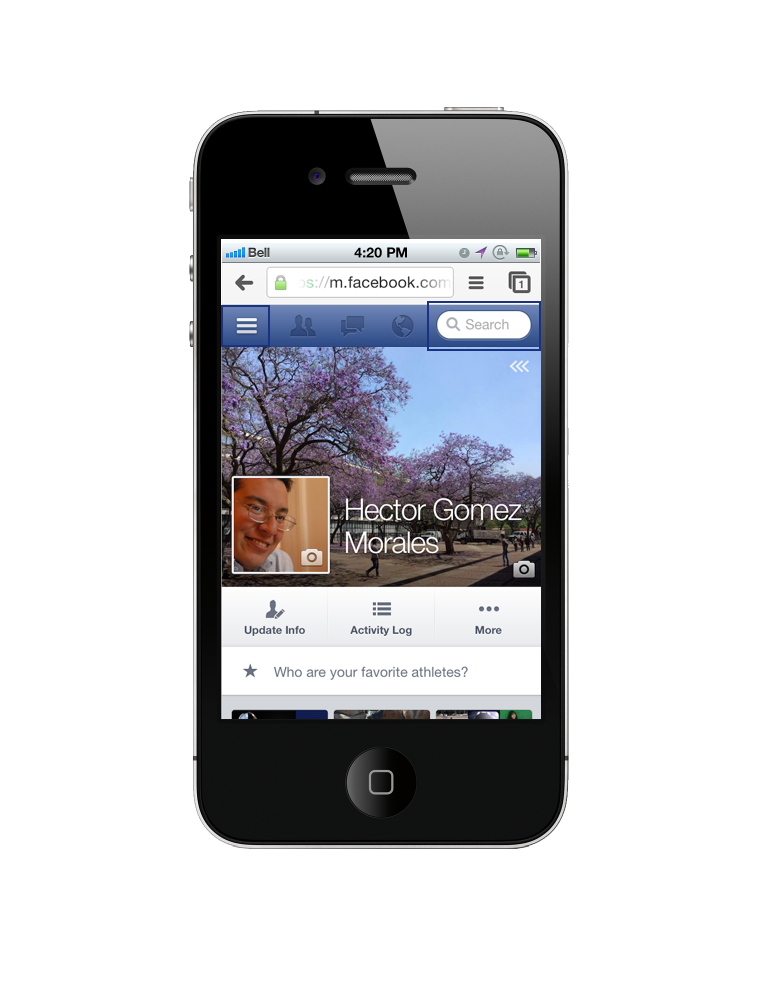 Bell 4:20 PM
ps://m.facebook.com 1
Search
Hector Gomez
Morales
Update Info Activity Log More
Who are your favorite athletes?